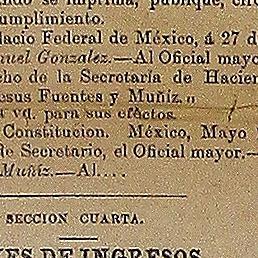 se imprima, publique, circ
umplimiento.
lacio Federal de México, á 27 d
nuel Gonzalez.—Al Oficial mayo
cho de la Secretaría de Hacien
esus Fuentes y Muñiz.„
a vd. para sus efectos.
Constitucion. México, Mayo
de Secretario, el Oficial mayor.—
Muñiz.—Al....
SECCION CUARTA.
ES DE INGRESOS